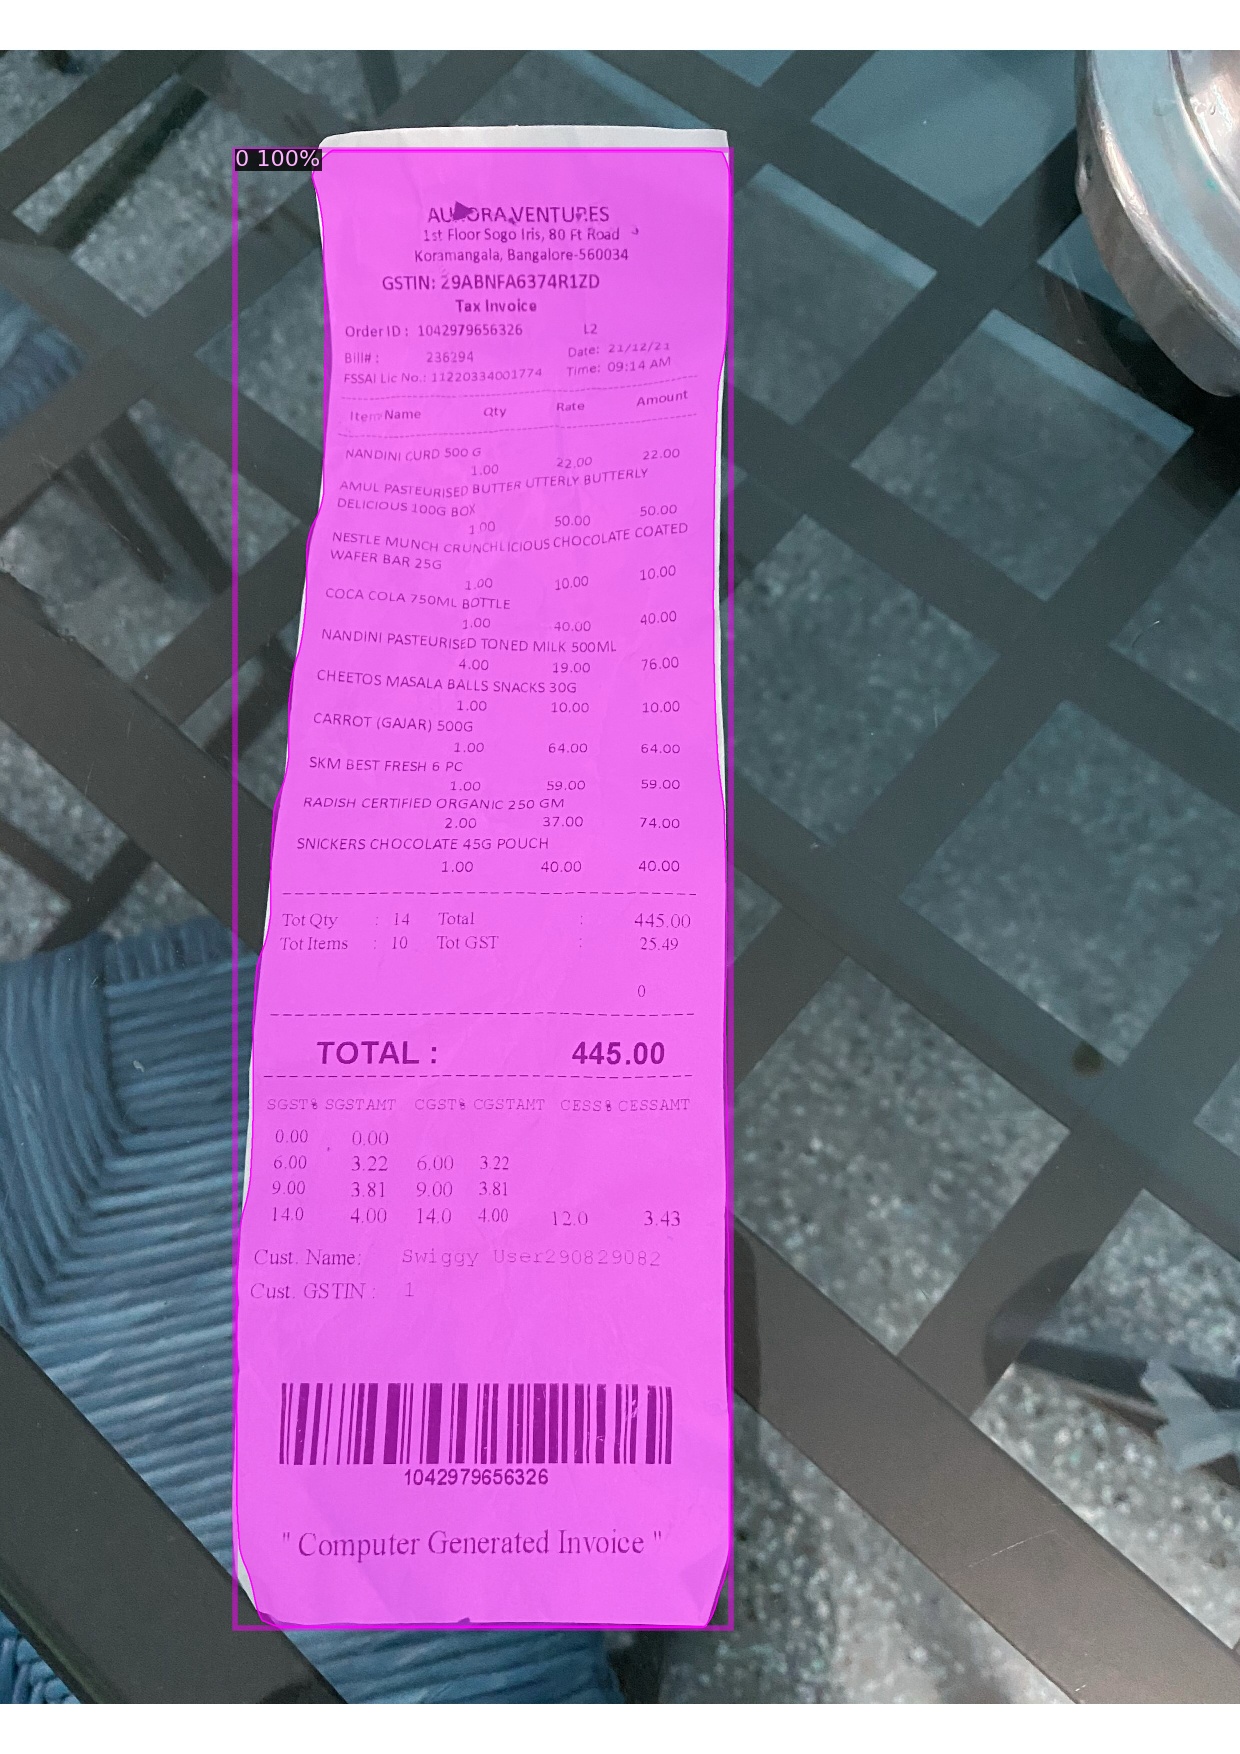 0 100%
AURORA VENTURES
1st Floor Sogo Iris, 80 Ft Road
Koramangala, Bangalore-560034
GSTIN: 29ABNFA6374R1ZD
Tax Invoice
Order ID : 1042979656326 L2
Bill# : 236294 Date: 21/12/21
FSSAI Lic No.: 11220334001774 Time: 09:14 AM
Item Name Qty Rate Amount
NANDINI CURD 500 G
1.00 22.00 22.00
AMUL PASTEURISED BUTTER UTTERLY BUTTERLY
DELICIOUS 100G BOX
1.00 50.00 50.00
NESTLE MUNCH CRUNCHLICIOUS CHOCOLATE COATED
WAFER BAR 25G
1.00 10.00 10.00
COCA COLA 750ML BOTTLE
1.00 40.00 40.00
NANDINI PASTEURISED TONED MILK 500ML
4.00 19.00 76.00
CHEETOS MASALA BALLS SNACKS 30G
1.00 10.00 10.00
CARROT (GAJAR) 500G
1.00 64.00 64.00
SKM BEST FRESH 6 PC
1.00 59.00 59.00
RADISH CERTIFIED ORGANIC 250 GM
2.00 37.00 74.00
SNICKERS CHOCOLATE 45G POUCH
1.00 40.00 40.00
Tot Qty : 14 Total : 445.00
Tot Items : 10 Tot GST : 25.49
0
TOTAL : 445.00
SGST% SGSTAMT CGST% CGSTAMT CESS% CESSAMT
0.00 0.00
6.00 3.22 6.00 3.22
9.00 3.81 9.00 3.81
14.0 4.00 14.0 4.00 12.0 3.43
Cust. Name: Swiggy User290829082
Cust. GSTIN : 1
1042979656326
" Computer Generated Invoice "